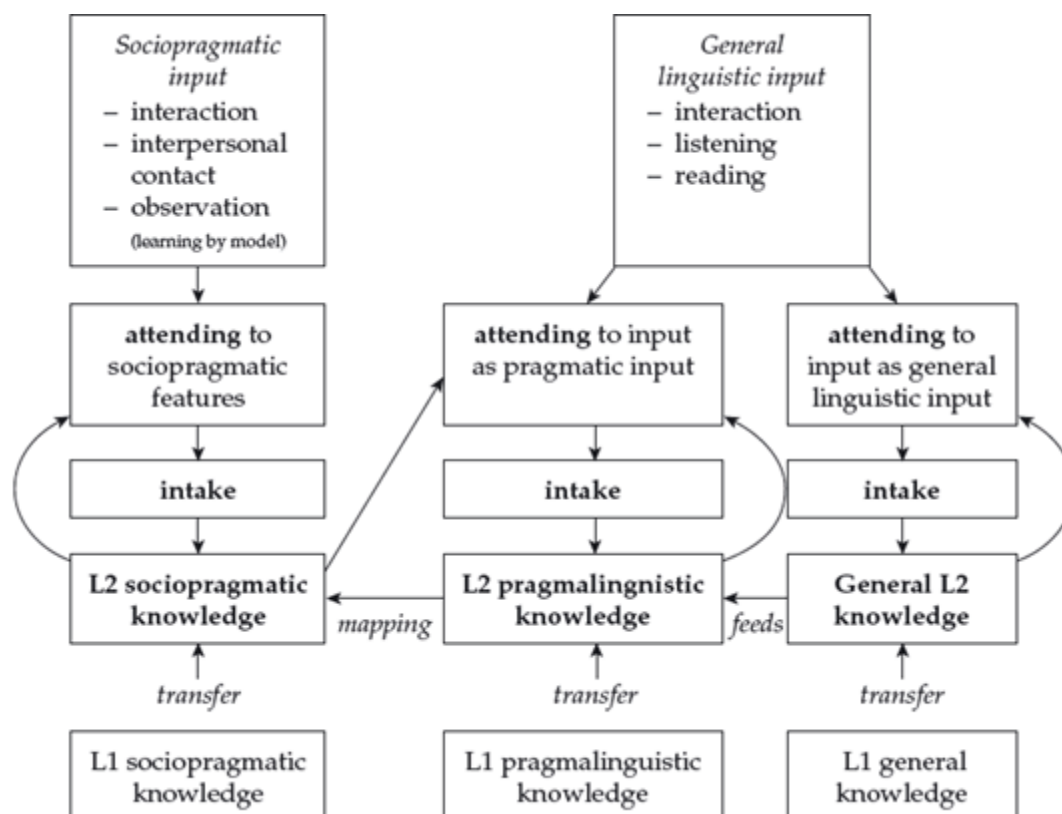 Sociopragmatic
input
– interaction
– interpersonal
contact
– observation
(learning by model)
General
linguistic input
– interaction
– listening
– reading
attending to
sociopragmatic
features
attending to input
as pragmatic input
attending to
input as general
linguistic input
intake
intake
intake
L2 sociopragmatic
knowledge
mapping
L2 pragmalingnistic
knowledge
feeds
General L2
knowledge
transfer
transfer
transfer
L1 sociopragmatic
knowledge
L1 pragmalinguistic
knowledge
L1 general
knowledge